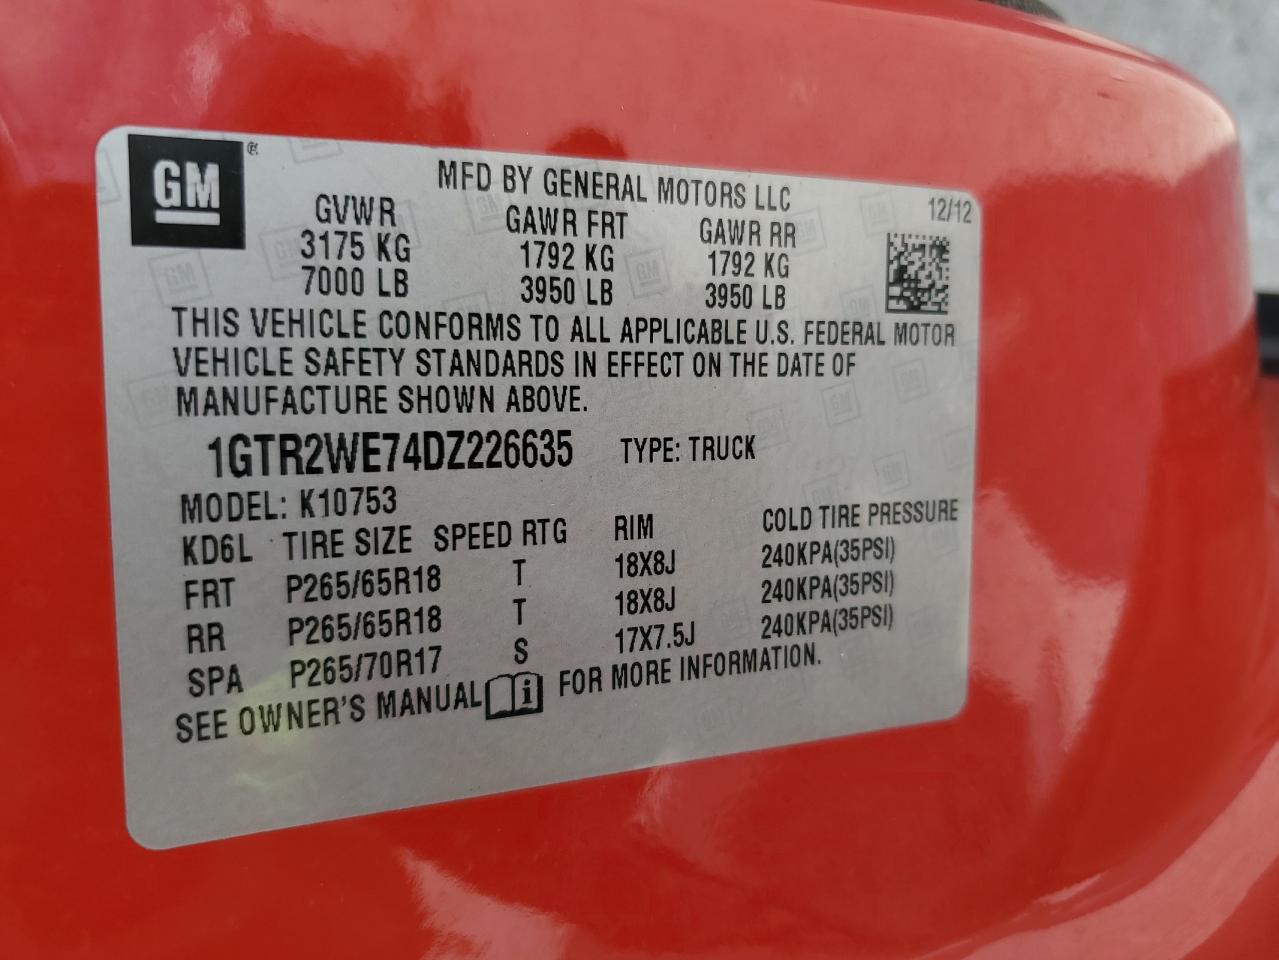 GM
MFD BY GENERAL MOTORS LLC
12/12
GVWR GAWR FRT GAWR RR
3175 KG 1792 KG 1792 KG
7000 LB 3950 LB 3950 LB
THIS VEHICLE CONFORMS TO ALL APPLICABLE U.S. FEDERAL MOTOR
VEHICLE SAFETY STANDARDS IN EFFECT ON THE DATE OF
MANUFACTURE SHOWN ABOVE.
1GTR2WE74DZ226635 TYPE: TRUCK
MODEL: K10753
KD6L TIRE SIZE SPEED RTG RIM COLD TIRE PRESSURE
FRT P265/65R18 T 18X8J 240KPA(35PSI)
RR P265/65R18 T 18X8J 240KPA(35PSI)
SPA P265/70R17 S 17X7.5J 240KPA(35PSI)
SEE OWNER'S MANUAL FOR MORE INFORMATION.